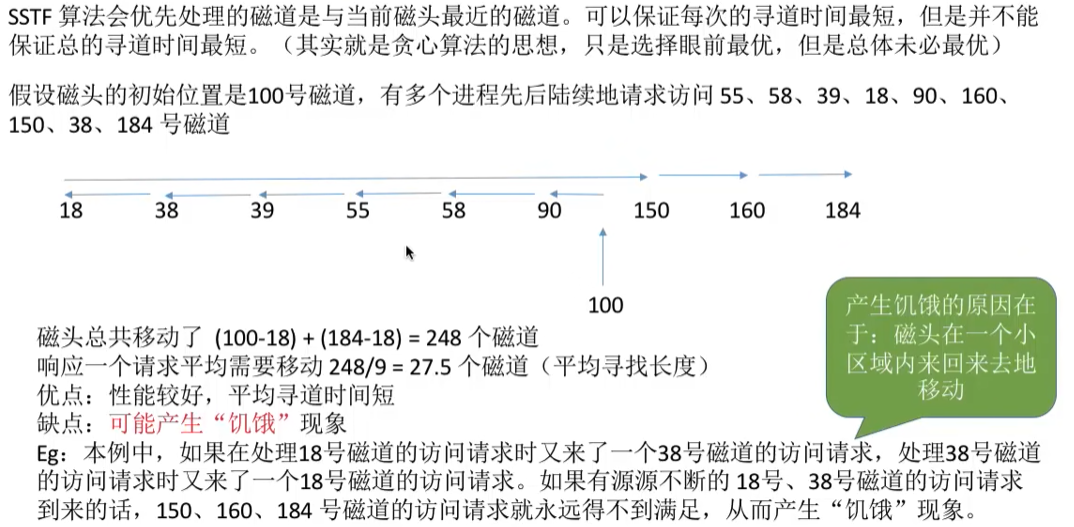 SSTF 算法会优先处理的磁道是与当前磁头最近的磁道。可以保证每次的寻道时间最短，但是并不能
保证总的寻道时间最短。（其实就是贪心算法的思想，只是选择眼前最优，但是总体未必最优）
假设磁头的初始位置是100号磁道，有多个进程先后陆续地请求访问 55、58、39、18、90、160、
150、38、184 号磁道
18 38 39 55 58 90 150 160 184
100
产生饥饿的原因在
于：磁头在一个小
区域内来回来去地
移动
磁头总共移动了 (100-18) + (184-18) = 248 个磁道
响应一个请求平均需要移动 248/9 = 27.5 个磁道（平均寻找长度）
优点：性能较好，平均寻道时间短
缺点：可能产生“饥饿”现象
Eg：本例中，如果在处理18号磁道的访问请求时又来了一个38号磁道的访问请求，处理38号磁道
的访问请求时又来了一个18号磁道的访问请求。如果有源源不断的 18号、38号磁道的访问请求
到来的话，150、160、184 号磁道的访问请求就永远得不到满足，从而产生“饥饿”现象。